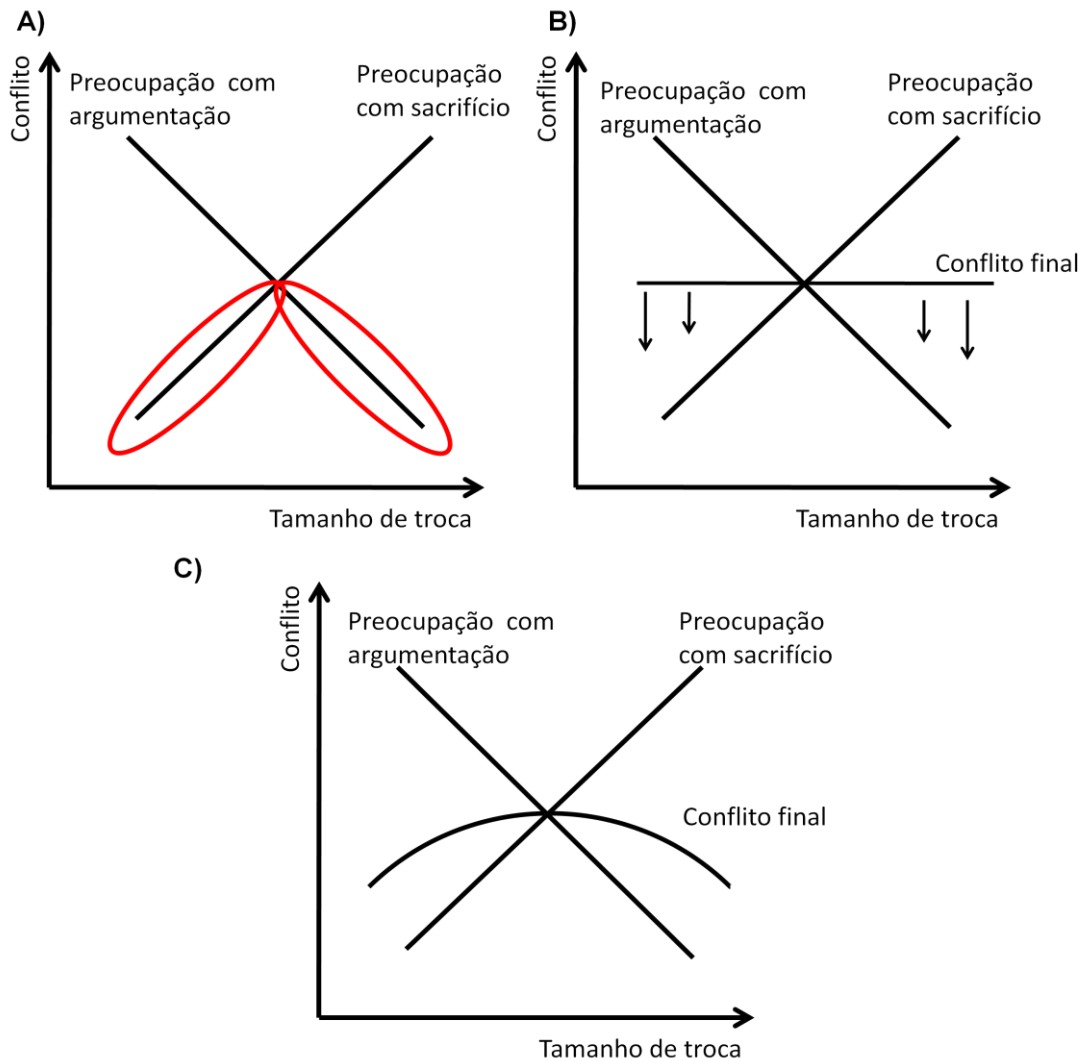 A)
Conflito
Preocupação com
argumentação
Preocupação
com sacrifício
Tamanho de troca
B)
Conflito
Preocupação com
argumentação
Preocupação
com sacrifício
Conflito final
Tamanho de troca
C)
Conflito
Preocupação com
argumentação
Preocupação
com sacrifício
Conflito final
Tamanho de troca